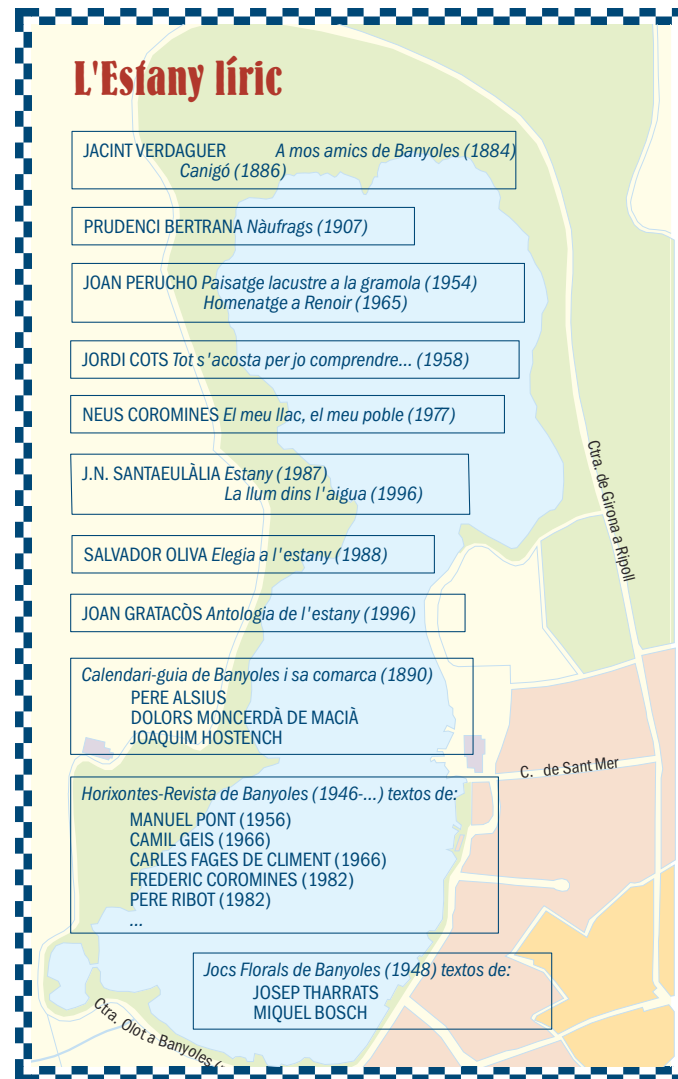 L'Estany líric
JACINT VERDAGUER A mos amics de Banyoles (1884)
Canigó (1886)
PRUDENCI BERTRANA Nàufrags (1907)
JOAN PERUCHO Paisatge lacustre a la gramola (1954)
Homenatge a Renoir (1965)
JORDI COTS Tot s'acosta per jo comprendre... (1958)
NEUS COROMINES El meu llac, el meu poble (1977)
J.N. SANTAEULÀLIA Estany (1987)
La llum dins l'aigua (1996)
SALVADOR OLIVA Elegia a l'estany (1988)
JOAN GRATACÒS Antologia de l'estany (1996)
Calendari-guia de Banyoles i sa comarca (1890)
PERE ALSIUS
DOLORS MONCERDÀ DE MACIÀ
JOAQUIM HOSTENCH
Horixontes-Revista de Banyoles (1946-...) textos de:
MANUEL PONT (1956)
CAMIL GEIS (1966)
CARLES FAGES DE CLIMENT (1966)
FREDERIC COROMINES (1982)
PERE RIBOT (1982)
...
Jocs Florals de Banyoles (1948) textos de:
JOSEP THARRATS
MIQUEL BOSCH
Ctra. de Girona a Ripoll
C. de Sant Mer
Ctra. Olot a Banyoles (